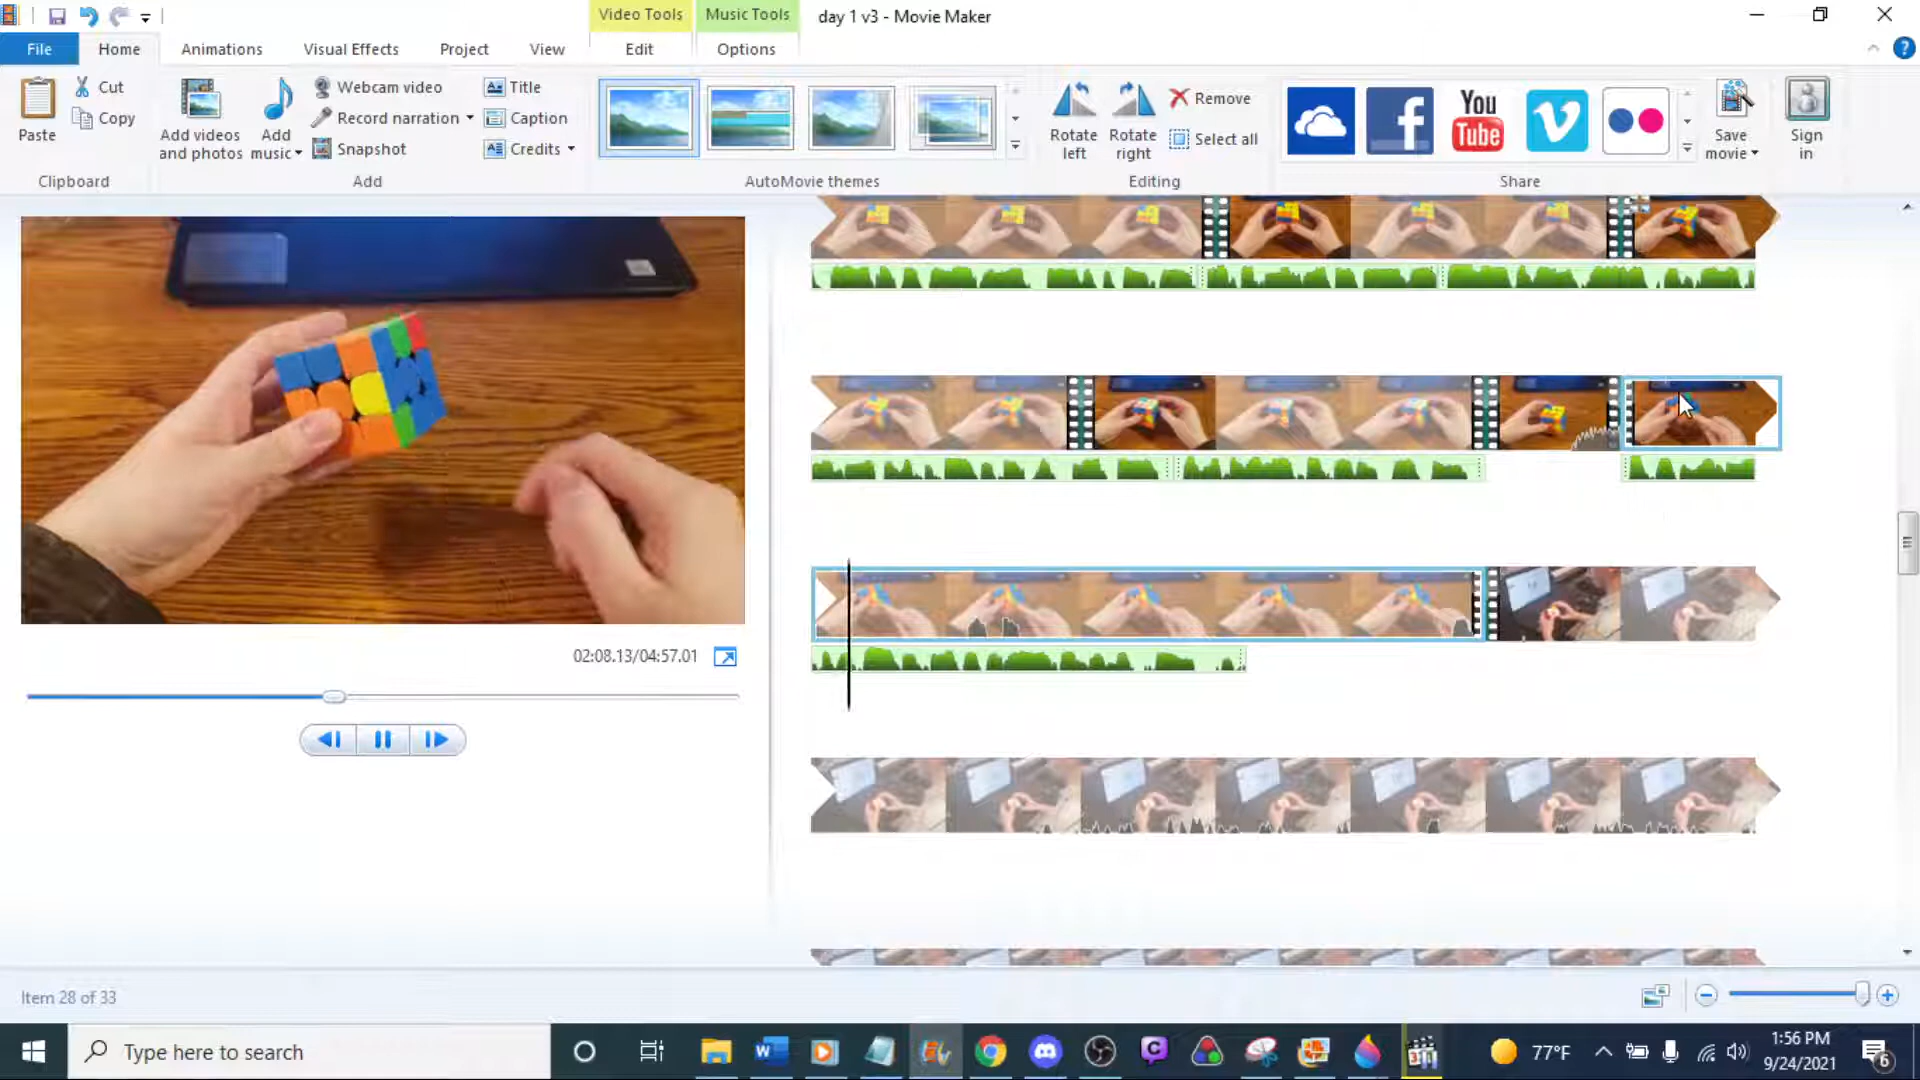 Video Tools
Music Tools
day 1 v3 - Movie Maker
File
Home
Animations
Visual Effects
Project
View
Edit
Options
Paste
Cut
Copy
Clipboard
Add videos
and photos
Add
music
Webcam video
Record narration
Snapshot
Title
Caption
Credits
Add
AutoMovie themes
Rotate
left
Rotate
right
Remove
Select all
Editing
You
Tube
Share
Save
movie
Sign
in
02:08.13/04:57.01
Item 28 of 33
Type here to search
77°F
1:56 PM
9/24/2021
6